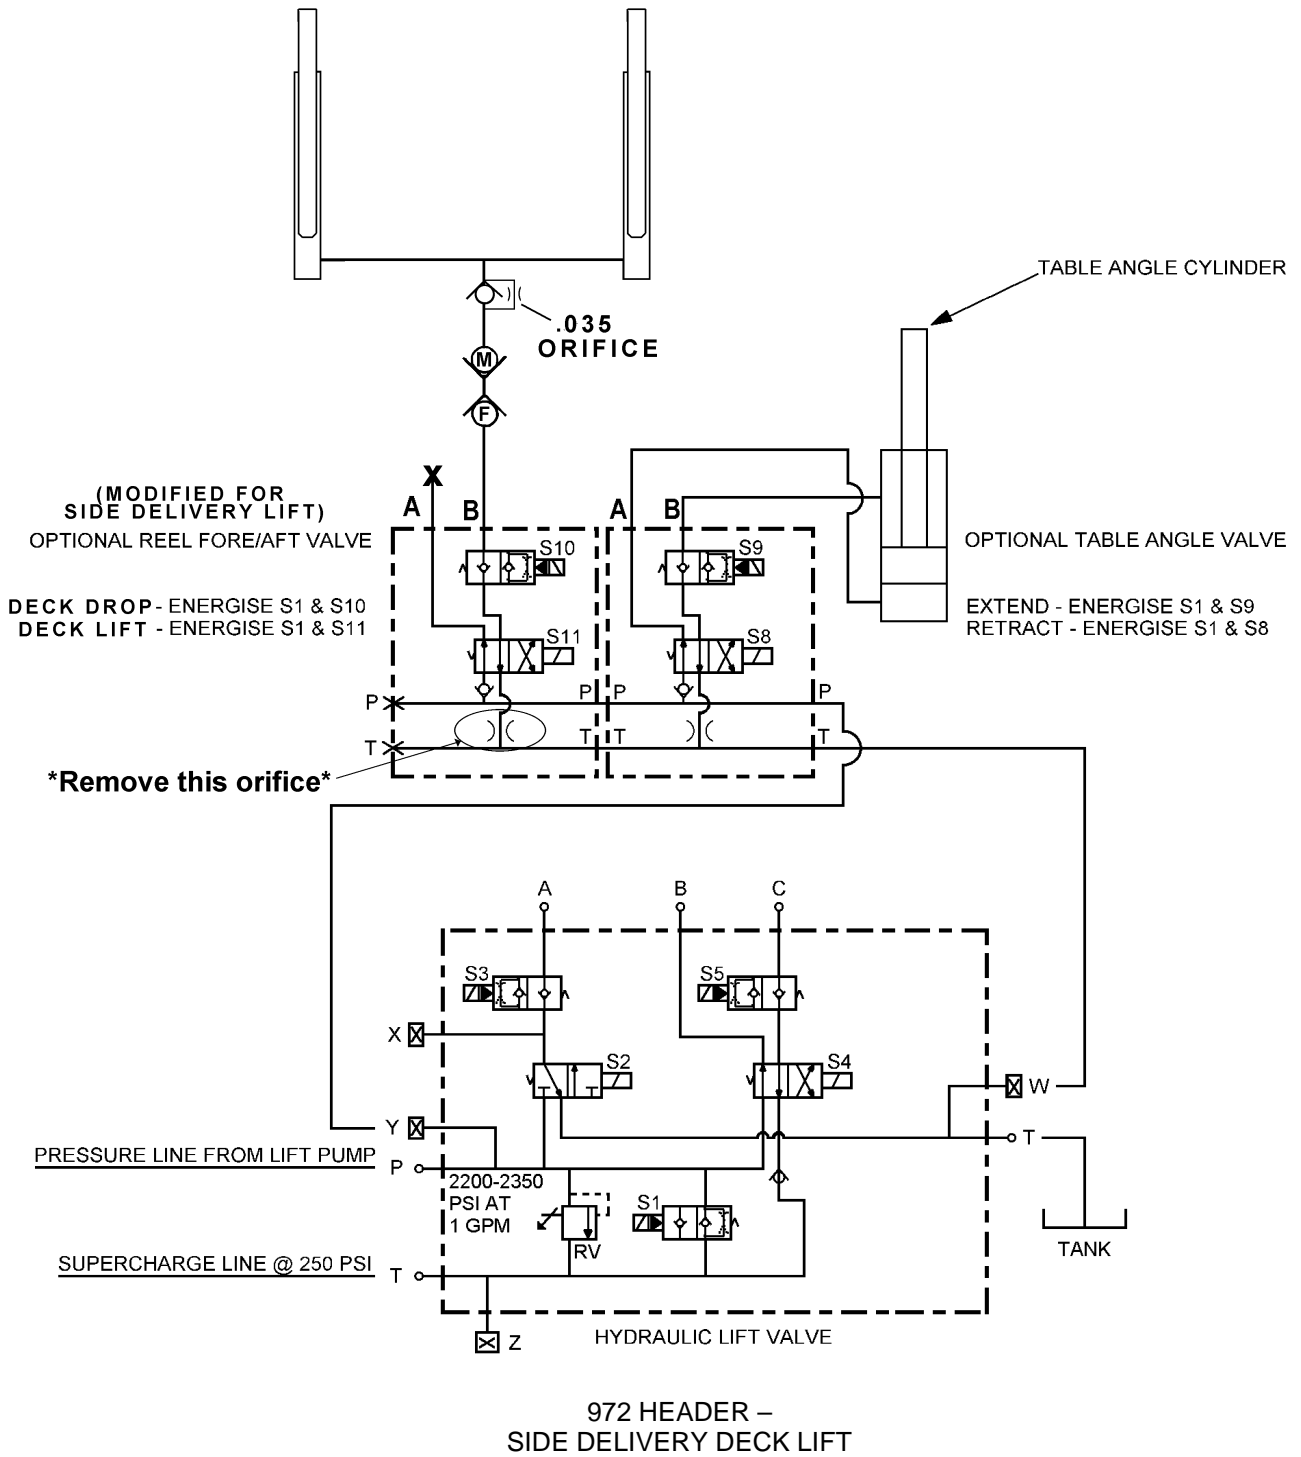 TABLE ANGLE CYLINDER
.035
ORIFICE
M
F
(MODIFIED FOR
SIDE DELIVERY LIFT)
OPTIONAL REEL FORE/AFT VALVE
X
A
B
A
B
S10
S9
OPTIONAL TABLE ANGLE VALVE
DECK DROP- ENERGISE S1 & S10
DECK LIFT - ENERGISE S1 & S11
EXTEND - ENERGISE S1 & S9
RETRACT - ENERGISE S1 & S8
S11
S8
P
P
P
P
T
T
T
T
*Remove this orifice*
A
B
C
S3
S5
X
S2
S4
W
Y
T
PRESSURE LINE FROM LIFT PUMP
P
2200-2350
PSI AT
1 GPM
S1
RV
TANK
SUPERCHARGE LINE @ 250 PSI
T
Z
HYDRAULIC LIFT VALVE
972 HEADER –
SIDE DELIVERY DECK LIFT